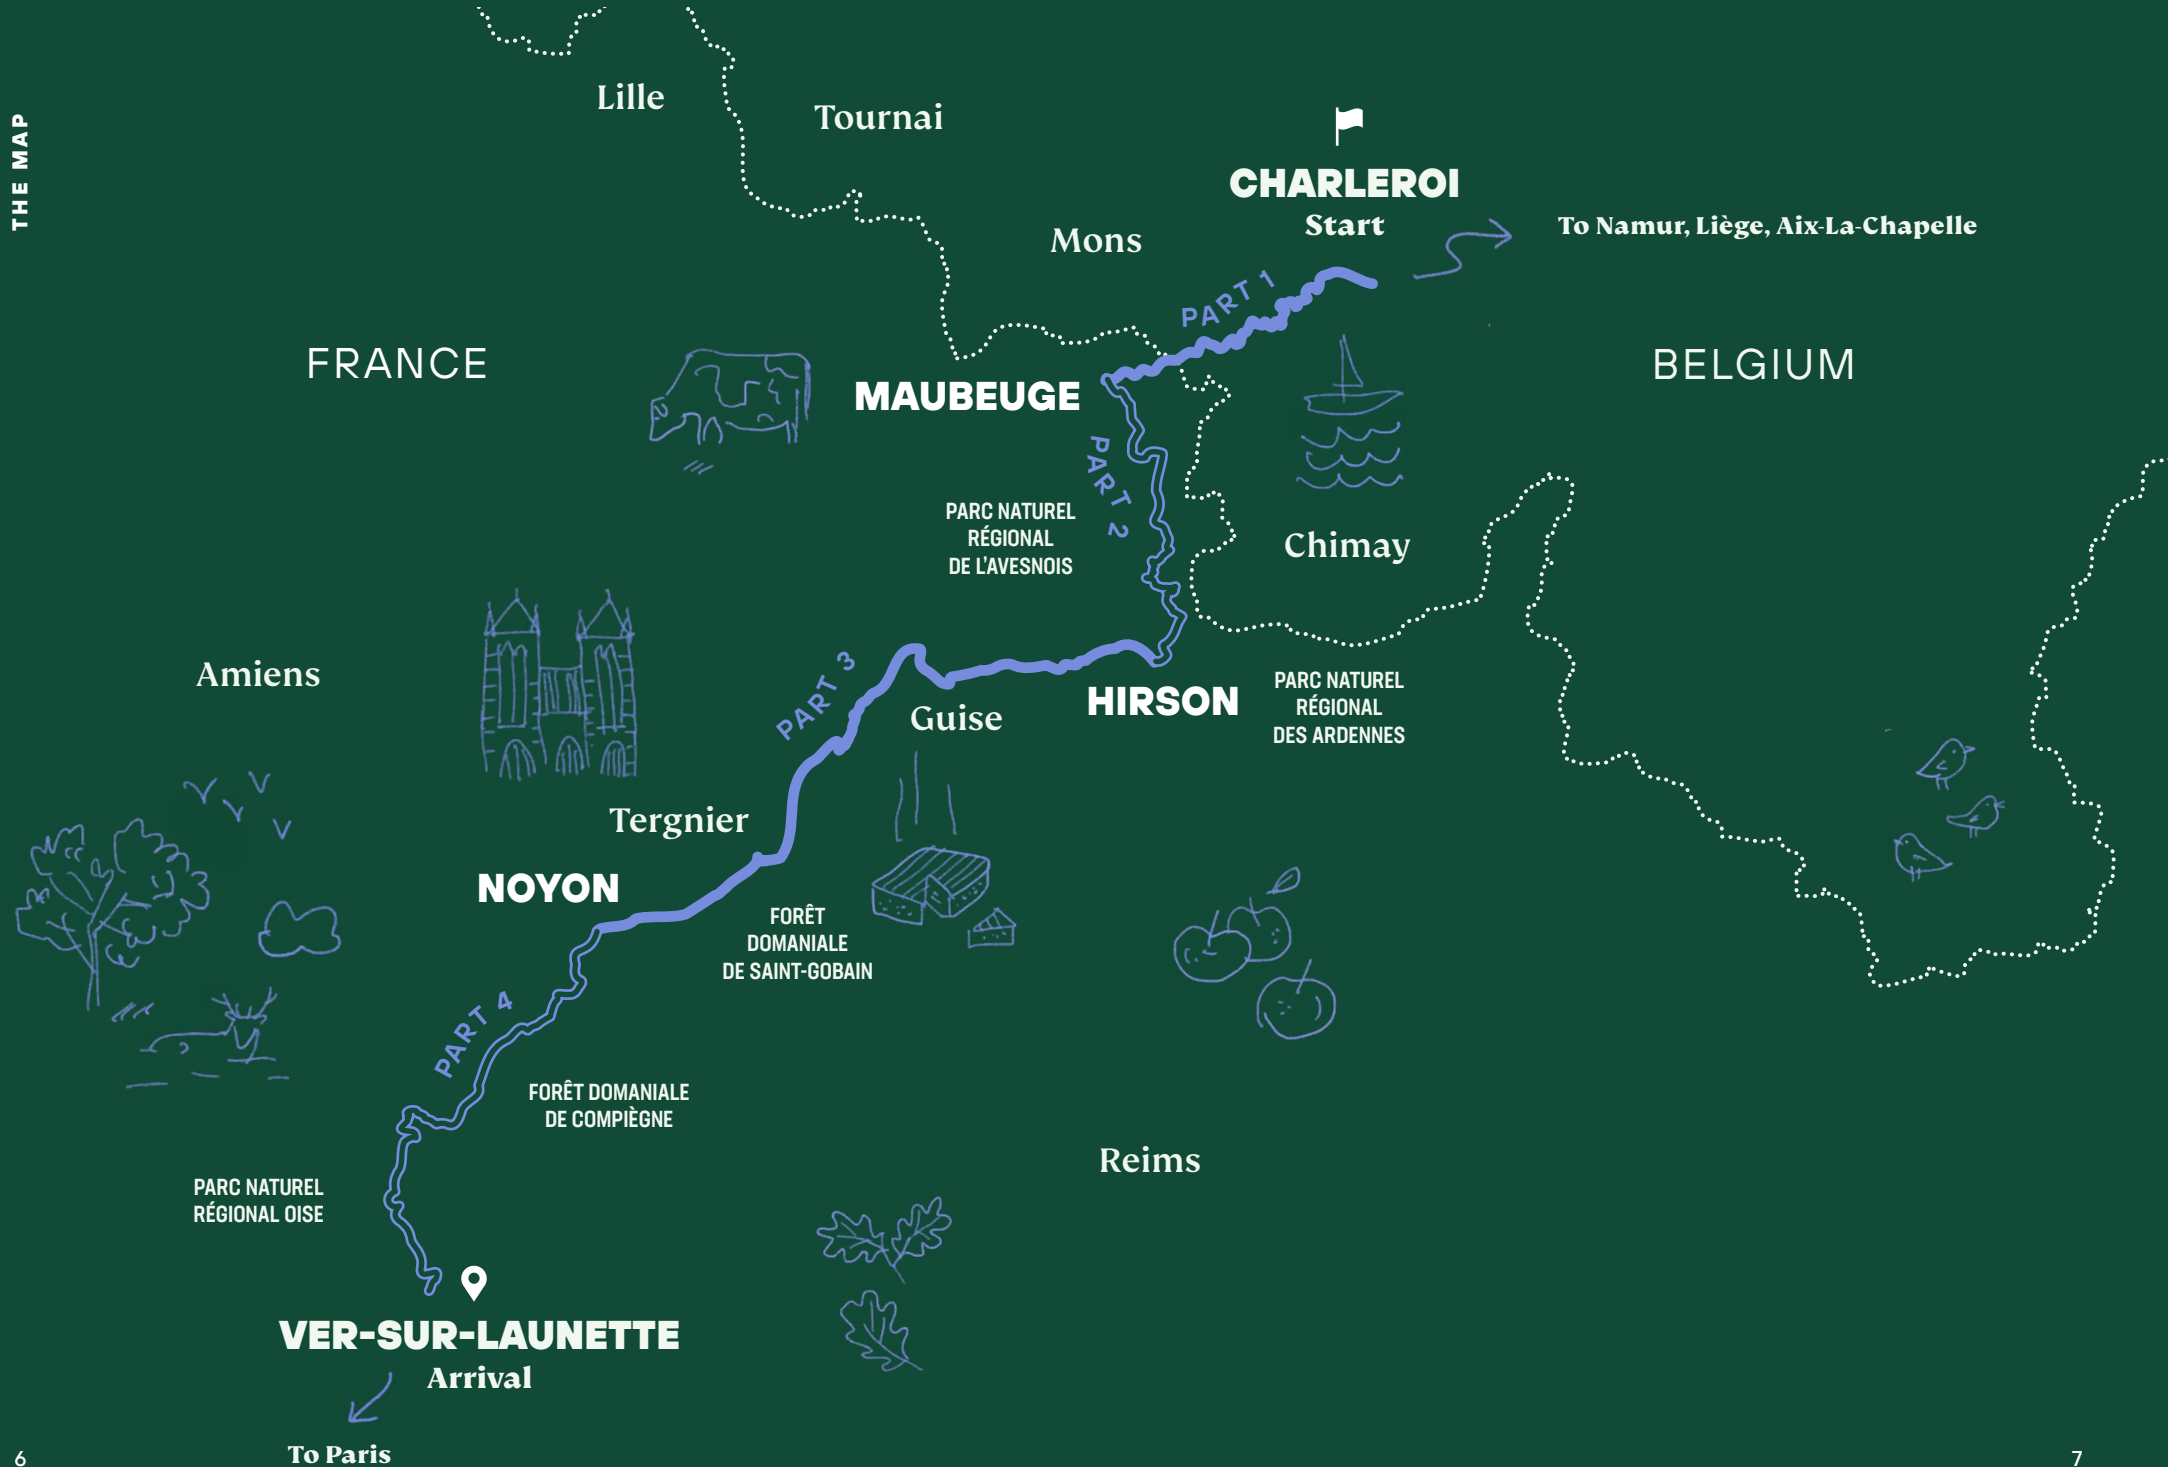 THE MAP
Lille
Tournai
CHARLEROI
Start
To Namur, Liège, Aix-La-Chapelle
Mons
PART 1
FRANCE
BELGIUM
MAUBEUGE
PART 2
PARC NATUREL
RÉGIONAL
DE L'AVESNOIS
Chimay
Amiens
PART 3
HIRSON
PARC NATUREL
RÉGIONAL
DES ARDENNES
Guise
Tergnier
NOYON
FORÊT
DOMANIALE
DE SAINT-GOBAIN
PART 4
FORÊT DOMANIALE
DE COMPIÈGNE
Reims
PARC NATUREL
RÉGIONAL OISE
VER-SUR-LAUNETTE
Arrival
To Paris
6
7